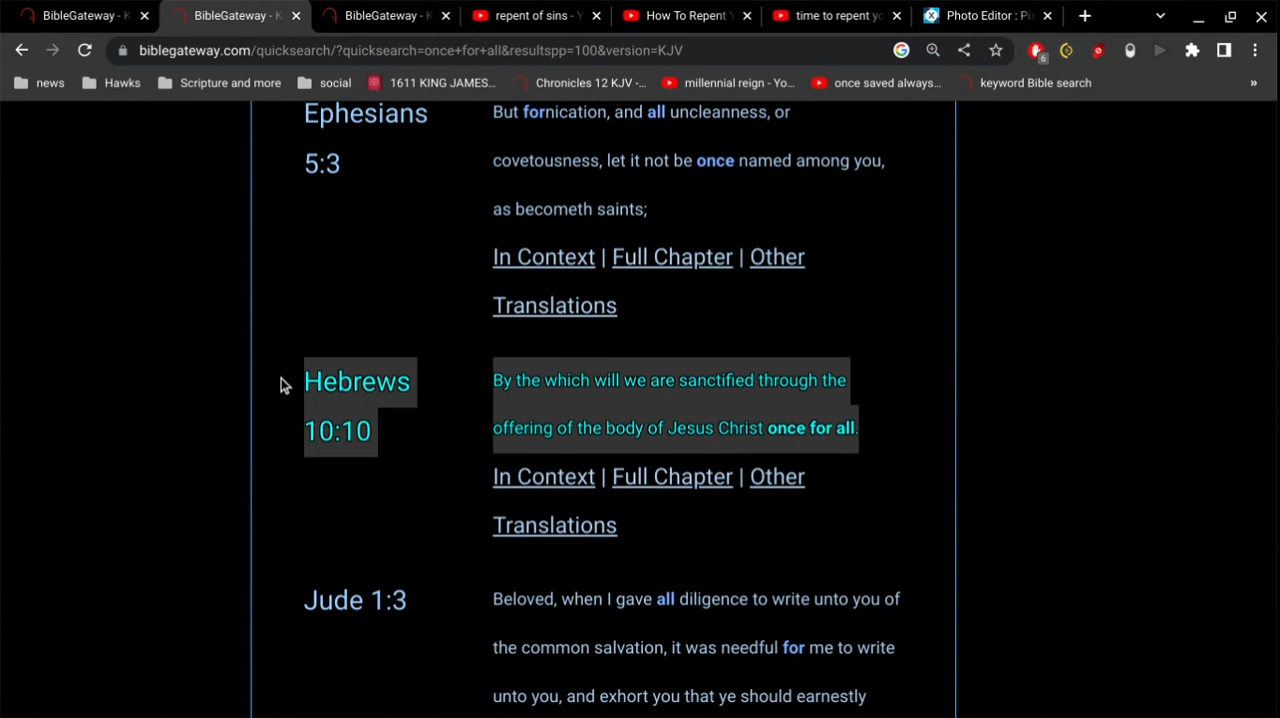 BibleGateway - K
BibleGateway - K
BibleGateway - K
repent of sins - Y
How To Repent Y
time to repent yo
Photo Editor : Pix
biblegateway.com/quicksearch/?quicksearch=once+for+all&resultspp=100&version=KJV
6
news
Hawks
Scripture and more
social
1611 KING JAMES...
Chronicles 12 KJV -...
millennial reign - Yo...
once saved always...
keyword Bible search
»
Ephesians
5:3
But fornication, and all uncleanness, or
covetousness, let it not be once named among you,
as becometh saints;
In Context | Full Chapter | Other
Translations
Hebrews
10:10
By the which will we are sanctified through the
offering of the body of Jesus Christ once for all.
In Context | Full Chapter | Other
Translations
Jude 1:3
Beloved, when I gave all diligence to write unto you of
the common salvation, it was needful for me to write
unto you, and exhort you that ye should earnestly